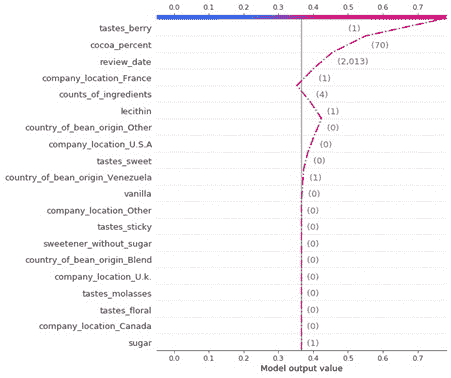 0.0 0.1 0.2 0.3 0.4 0.5 0.6 0.7
tastes_berry (1)
cocoa_percent (70)
review_date (2,013)
company_location_France (1)
counts_of_ingredients (4)
lecithin (1)
country_of_bean_origin_Other (0)
company_location_U.S.A (0)
tastes_sweet (0)
country_of_bean_origin_Venezuela (1)
vanilla (0)
company_location_Other (0)
tastes_sticky (0)
sweetener_without_sugar (0)
country_of_bean_origin_Blend (0)
company_location_U.k. (0)
tastes_molasses (0)
tastes_floral (0)
company_location_Canada (0)
sugar (1)
0.0 0.1 0.2 0.3 0.4 0.5 0.6 0.7
Model output value